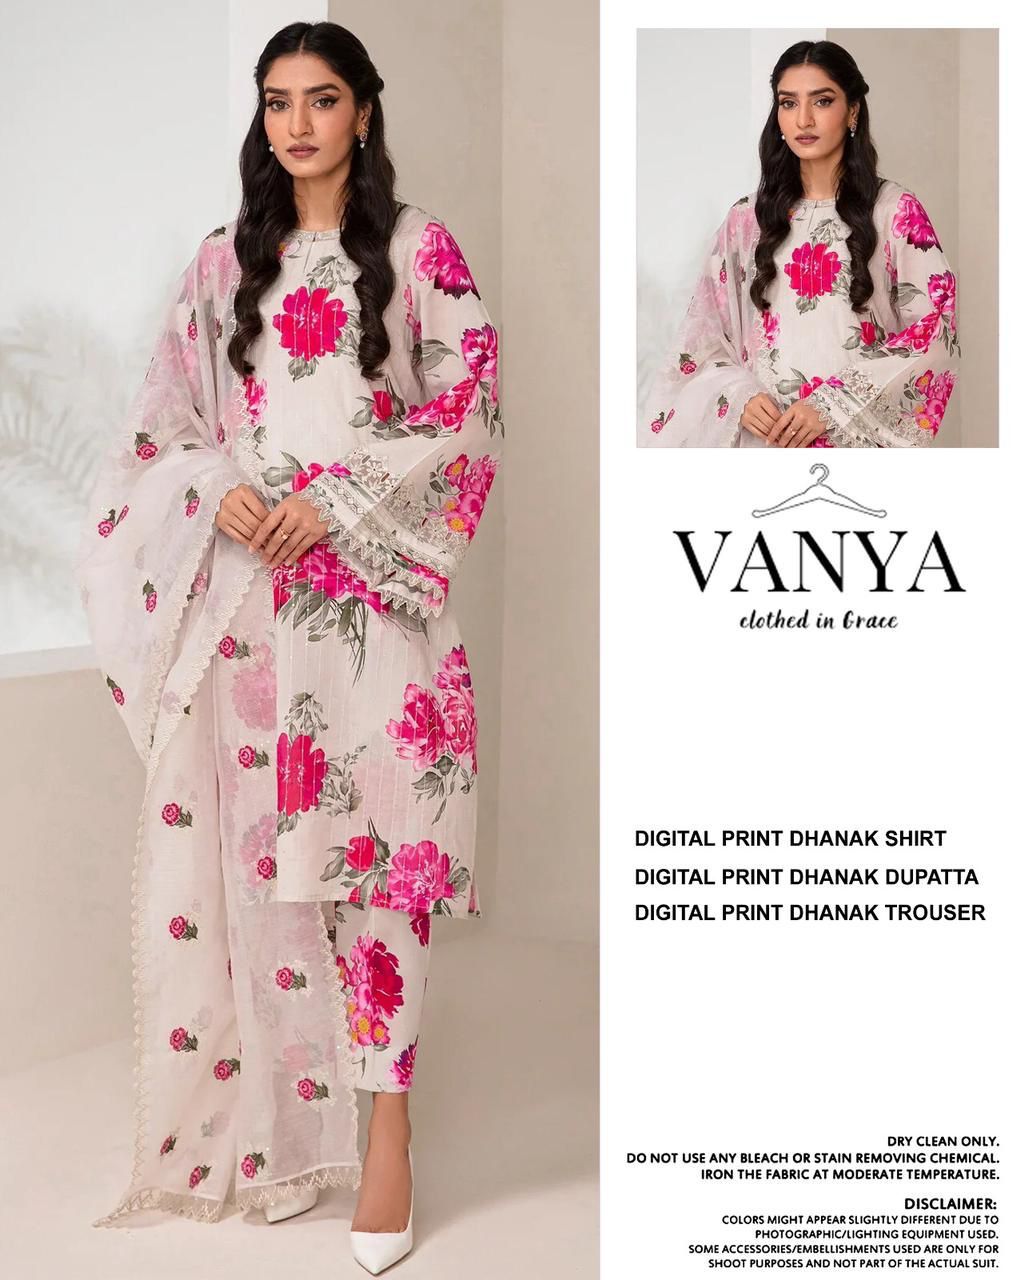 VANYA
clothed in Grace
DIGITAL PRINT DHANAK SHIRT
DIGITAL PRINT DHANAK DUPATTA
DIGITAL PRINT DHANAK TROUSER
DRY CLEAN ONLY.
DO NOT USE ANY BLEACH OR STAIN REMOVING CHEMICAL.
IRON THE FABRIC AT MODERATE TEMPERATURE.
DISCLAIMER:
COLORS MIGHT APPEAR SLIGHTLY DIFFERENT DUE TO
PHOTOGRAPHIC/LIGHTING EQUIPMENT USED.
SOME ACCESSORIES/EMBELLISHMENTS USED ARE ONLY FOR
SHOOT PURPOSES AND NOT PART OF THE ACTUAL SUIT.